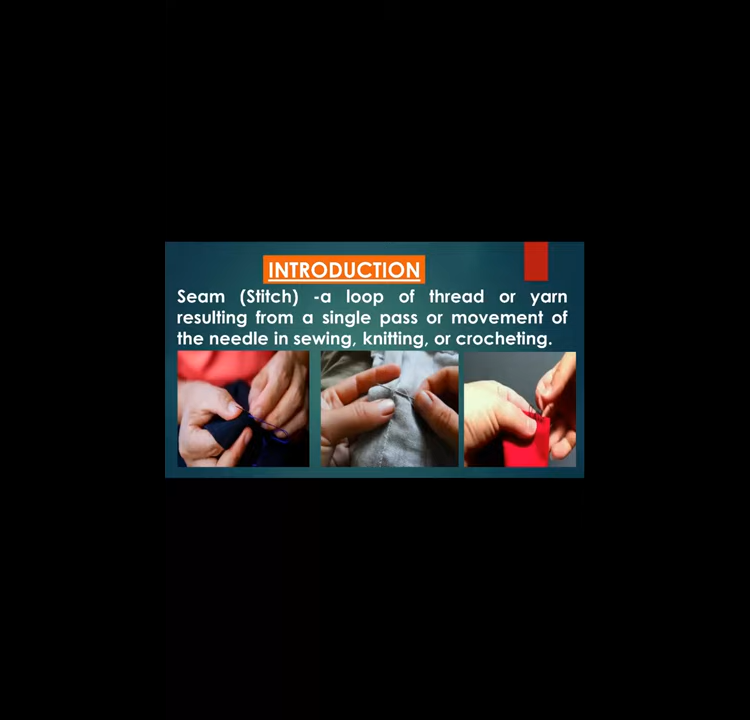 INTRODUCTION
Seam (Stitch) -a loop of thread or yarn
resulting from a single pass or movement of
the needle in sewing, knitting, or crocheting.